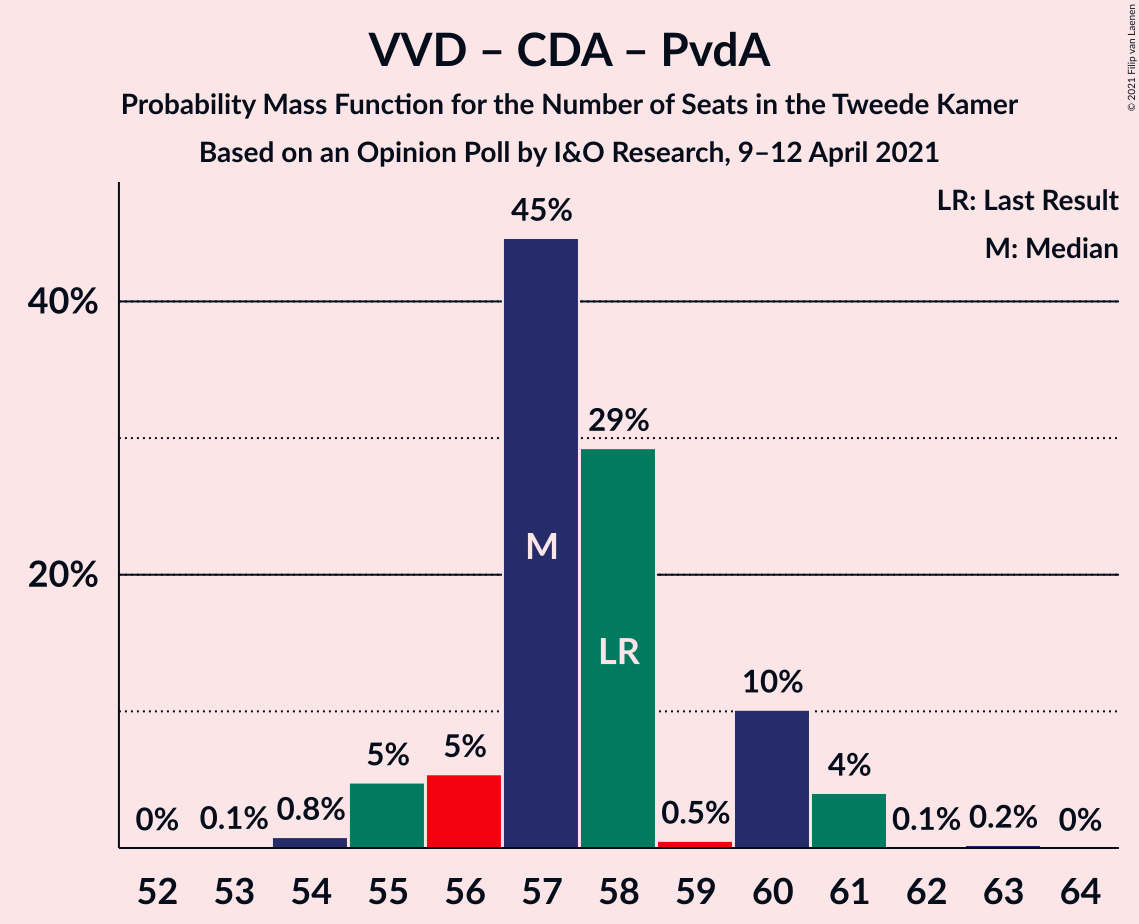 VVD – CDA – PvdA
Probability Mass Function for the Number of Seats in the Tweede Kamer
Based on an Opinion Poll by I&O Research, 9–12 April 2021
© 2021 Filip van Laenen
LR: Last Result
M: Median
45%
40%
29%
M
20%
LR
10%
5%
5%
4%
0%
0.1%
0.8%
0.5%
0.1%
0.2%
0%
52 53 54 55 56 57 58 59 60 61 62 63 64